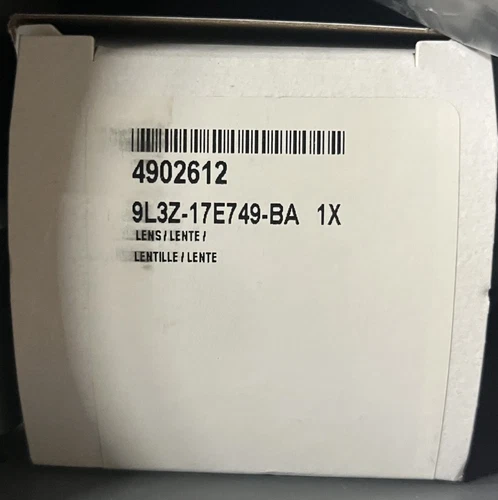 4902612
9L3Z-17E749-BA 1X
LENS / LENTE /
LENTILLE / LENTE